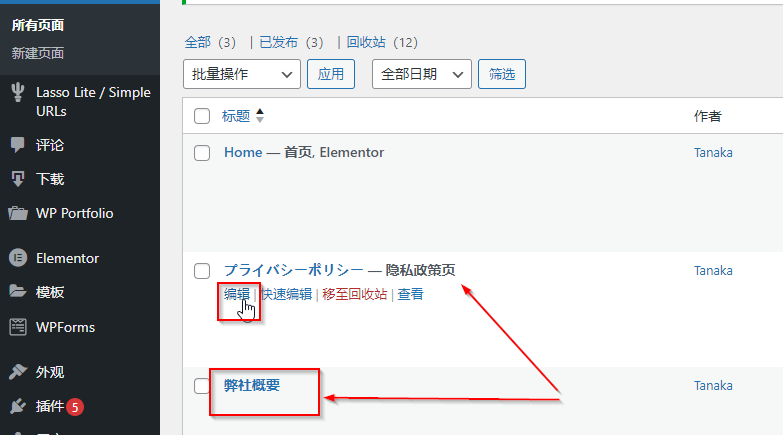 所有页面
新建页面
Lasso Lite / Simple
URLs
评论
下载
WP Portfolio
Elementor
模板
WPForms
外观
插件 5
全部 (3) | 已发布 (3) | 回收站 (12)
批量操作 应用 全部日期 筛选
标题 作者
Home — 首页, Elementor Tanaka
プライバシーポリシー — 隐私政策页 Tanaka
编辑 | 快速编辑 | 移至回收站 | 查看
弊社概要 Tanaka